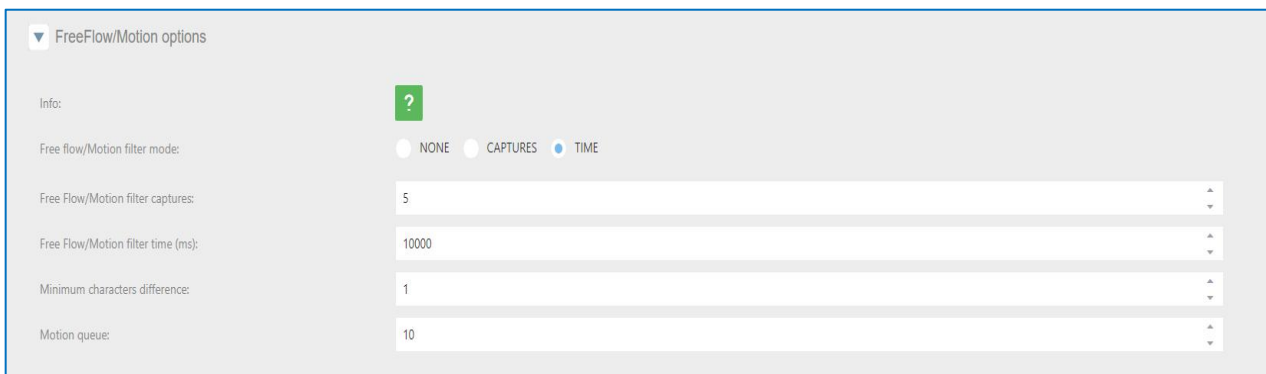 FreeFlow/Motion options
Info: ?
Free flow/Motion filter mode: NONE CAPTURES TIME
Free Flow/Motion filter captures: 5
Free Flow/Motion filter time (ms): 10000
Minimum characters difference: 1
Motion queue: 10